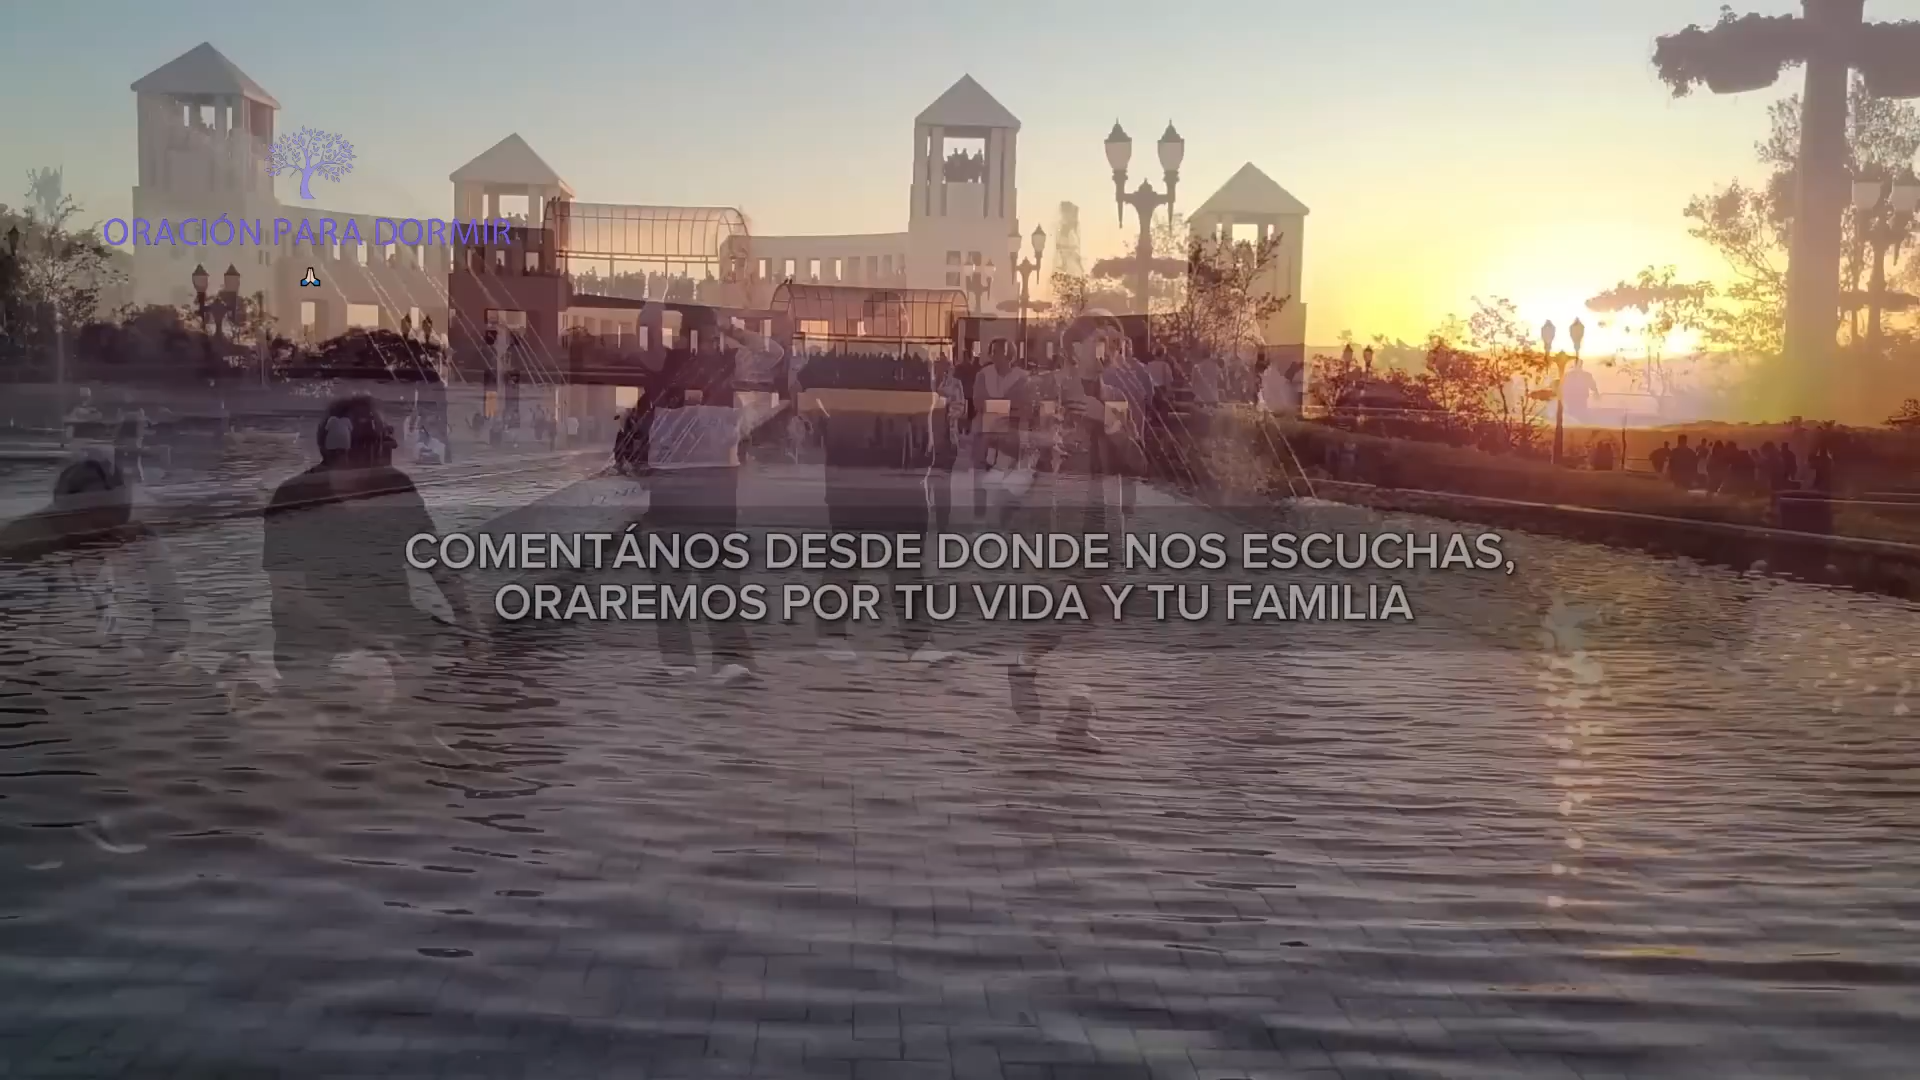 ORACIÓN PARA DORMIR
COMENTÁNOS DESDE DONDE NOS ESCUCHAS,
ORAREMOS POR TU VIDA Y TU FAMILIA